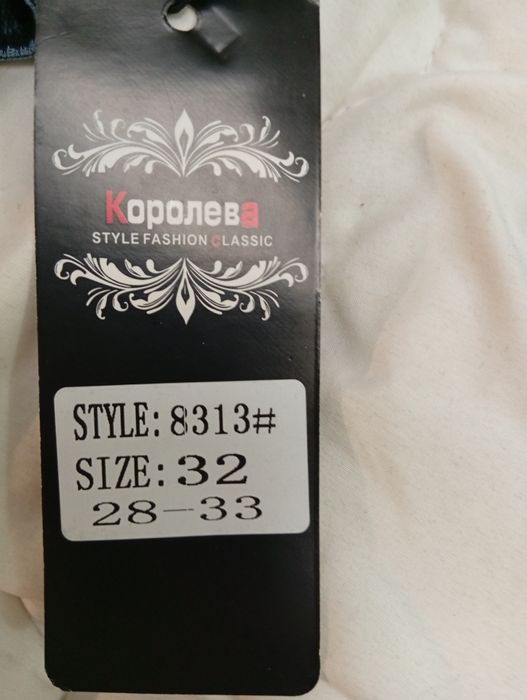 Королева
STYLE FASHION CLASSIC
STYLE: 8313#
SIZE: 32
28-33